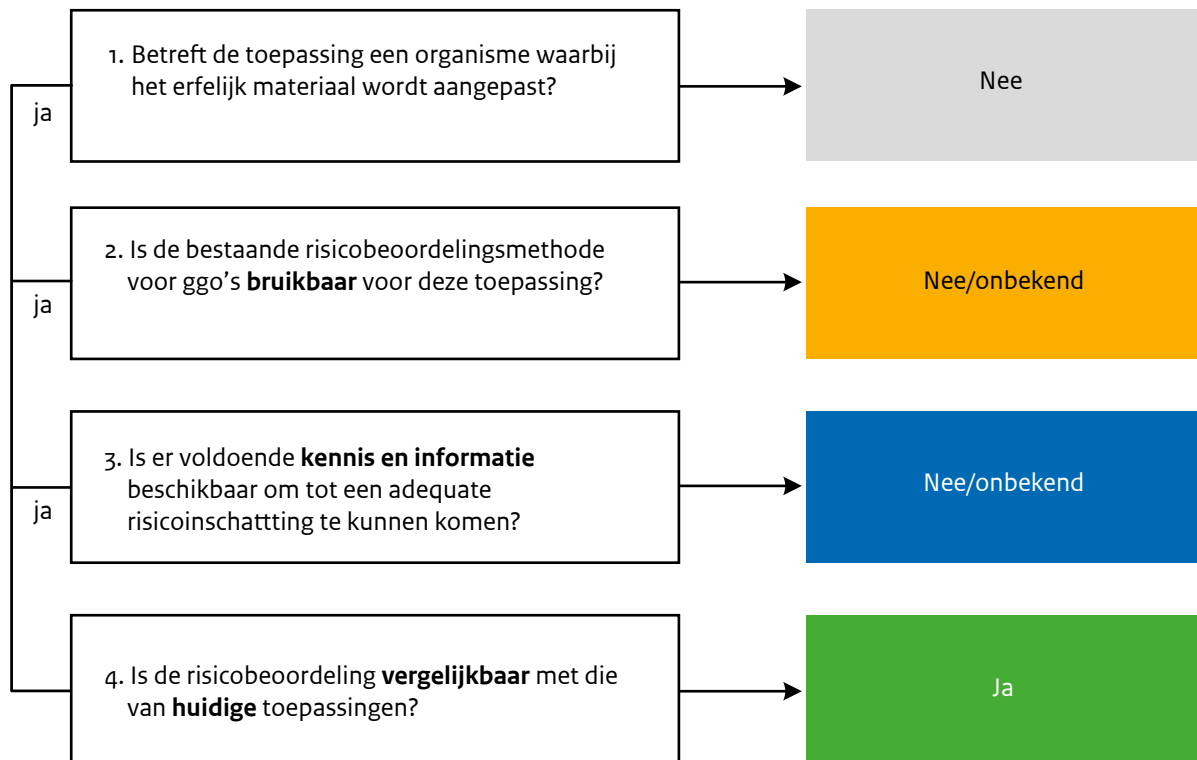 1. Betreft de toepassing een organisme waarbij
het erfelijk materiaal wordt aangepast?
Nee
ja
2. Is de bestaande risicobeoordelingsmethode
voor ggo’s bruikbaar voor deze toepassing?
Nee/onbekend
ja
3. Is er voldoende kennis en informatie
beschikbaar om tot een adequate
risicoinschattting te kunnen komen?
Nee/onbekend
ja
4. Is de risicobeoordeling vergelijkbaar met die
van huidige toepassingen?
Ja